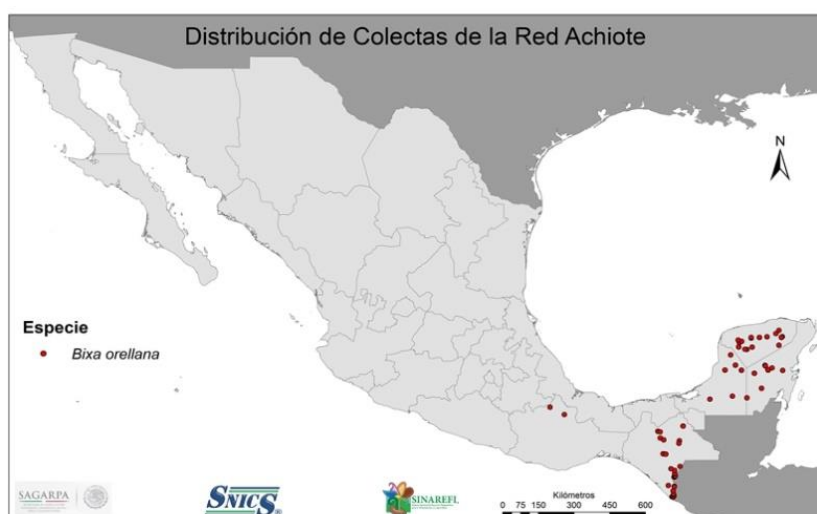 Distribución de Colectas de la Red Achiote
N
Especie
Bixa orellana
SAGARPA
SNICS
SINAREFI
Kilómetros
0 75 150 300 450 600